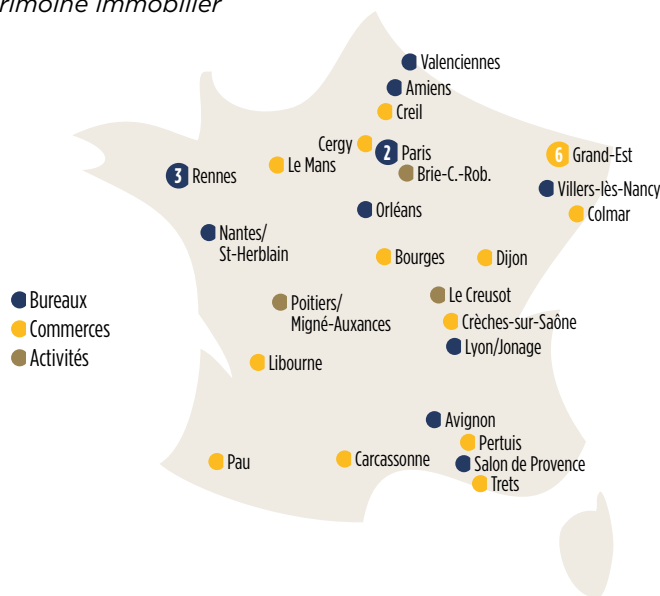 rimoine immobilier
Valenciennes
Amiens
Creil
Cergy
2 Paris
6 Grand-Est
Le Mans
Brie-C.-Rob.
3 Rennes
Villers-lès-Nancy
Orléans
Colmar
Nantes/
St-Herblain
Bourges
Dijon
Bureaux
Commerces
Activités
Le Creusot
Poitiers/
Migné-Auxances
Crèches-sur-Saône
Lyon/Jonage
Libourne
Avignon
Pertuis
Pau
Carcassonne
Salon de Provence
Trets